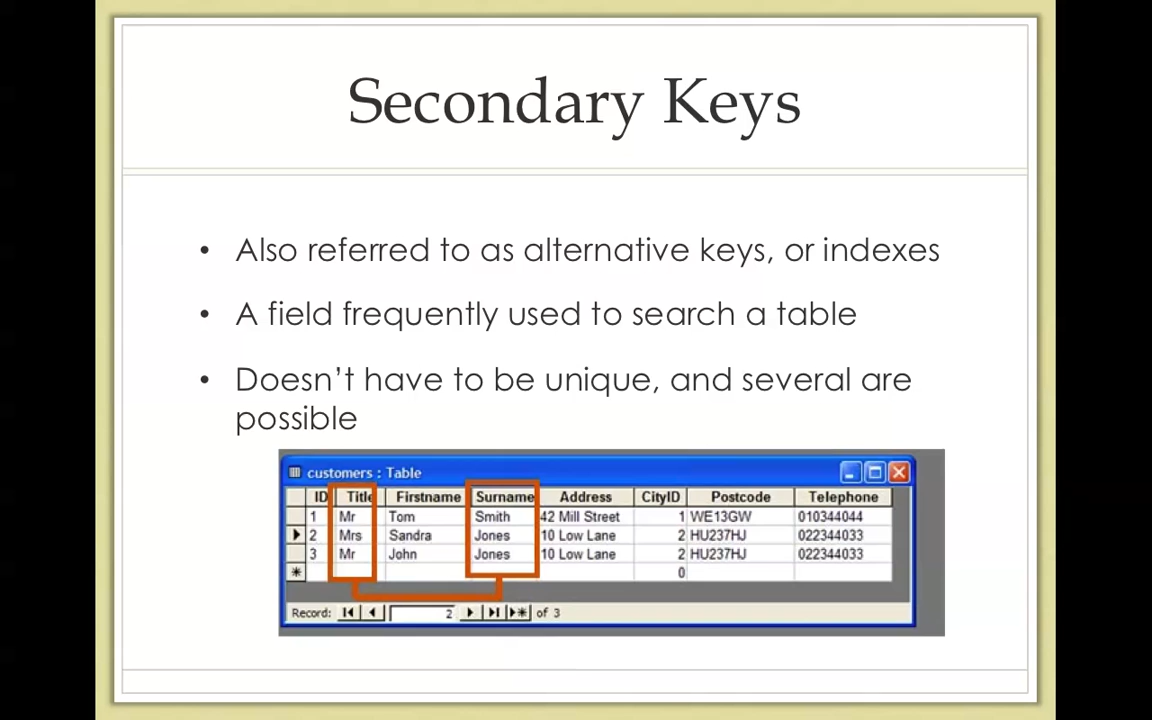 Secondary Keys
• Also referred to as alternative keys, or indexes
• A field frequently used to search a table
• Doesn't have to be unique, and several are
possible
customers : Table
ID Title Firstname Surname Address CityID Postcode Telephone
1 Mr Tom Smith 42 Mill Street 1 WE13GW 010344044
2 Mrs Sandra Jones 10 Low Lane 2 HU237HJ 022344033
3 Mr John Jones 10 Low Lane 2 HU237HJ 022344033
0
Record: 2 of 3